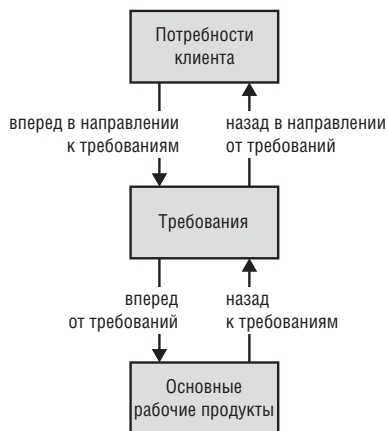 Потребности
клиента
вперед в направлении
к требованиям
назад в направлении
от требований
Требования
вперед
от требований
назад
к требованиям
Основные
рабочие продукты